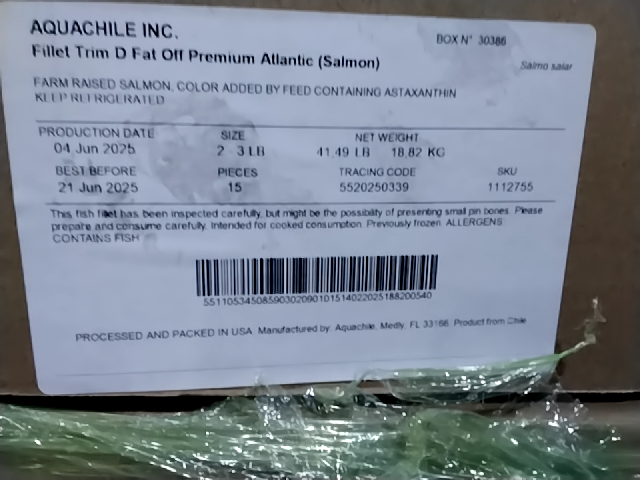 AQUACHILE INC.
BOX N° 30386
Fillet Trim D Fat Off Premium Atlantic (Salmon)
Salmo salar
FARM RAISED SALMON, COLOR ADDED BY FEED CONTAINING ASTAXANTHIN
KEEP REFRIGERATED
PRODUCTION DATE SIZE NET WEIGHT
04 Jun 2025 2 3 LB 41.49 LB 18.82 KG
BEST BEFORE PIECES TRACING CODE SKU
21 Jun 2025 15 5520250339 1112755
This fish fillet has been inspected carefully, but might be the possibility of presenting small pin bones. Please
prepare and consume carefully. Intended for cooked consumption. Previously frozen. ALLERGENS:
CONTAINS FISH
PROCESSED AND PACKED IN USA Manufactured by: Aquachile, Medly, FL 33166. Product from Chile